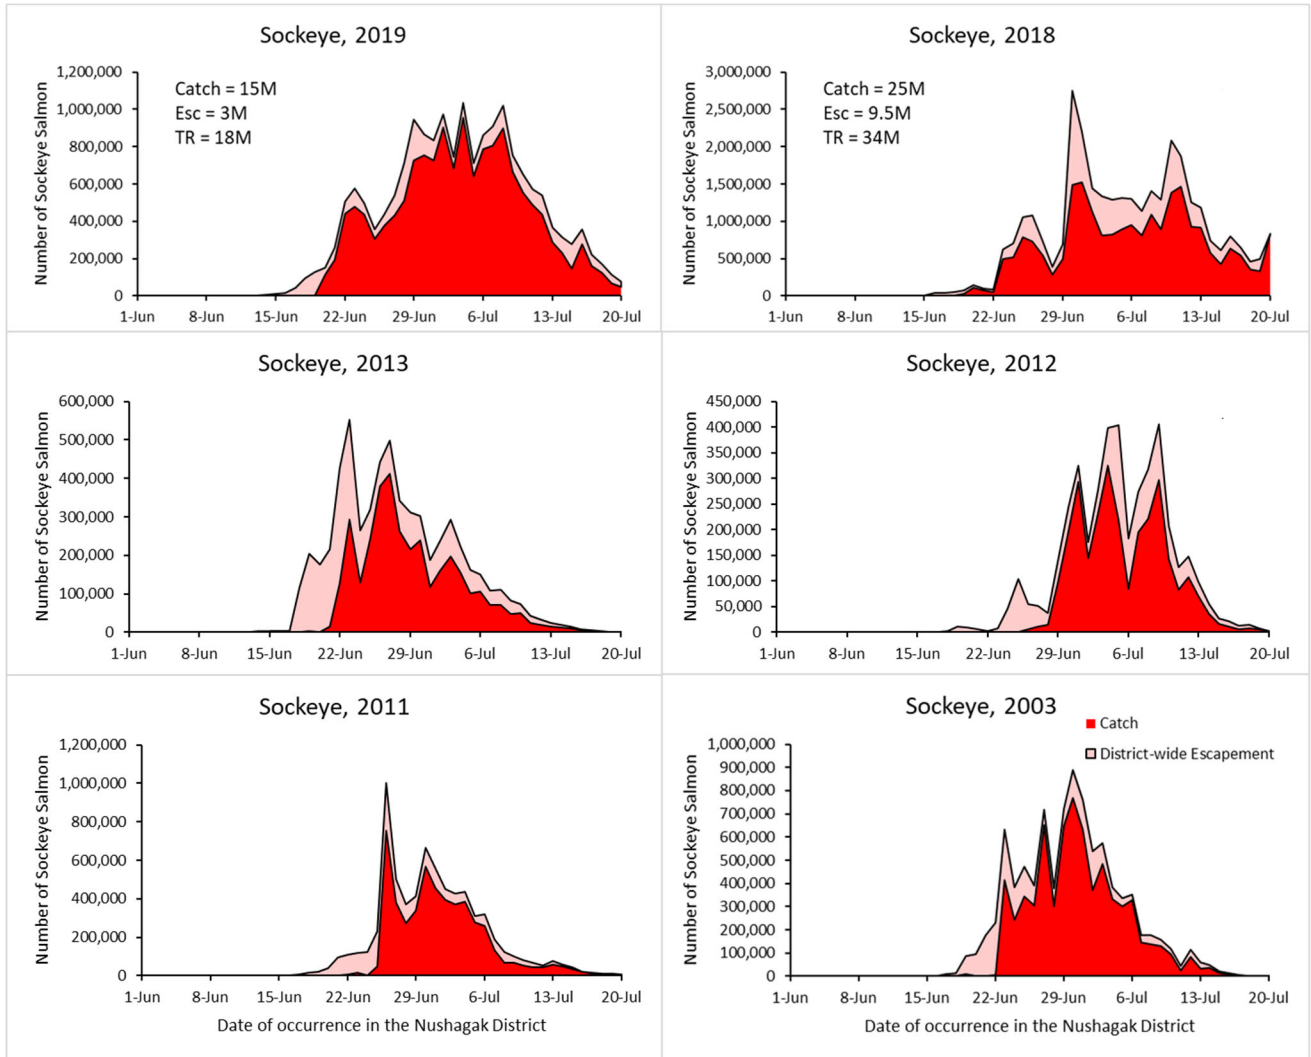 Sockeye, 2019
Number of Sockeye Salmon
1,200,000
1,000,000
800,000
600,000
400,000
200,000
0
Catch = 15M
Esc = 3M
TR = 18M
1-Jun 8-Jun 15-Jun 22-Jun 29-Jun 6-Jul 13-Jul 20-Jul
Sockeye, 2018
Number of Sockeye Salmon
3,000,000
2,500,000
2,000,000
1,500,000
1,000,000
500,000
0
Catch = 25M
Esc = 9.5M
TR = 34M
1-Jun 8-Jun 15-Jun 22-Jun 29-Jun 6-Jul 13-Jul 20-Jul
Sockeye, 2013
Number of Sockeye Salmon
600,000
500,000
400,000
300,000
200,000
100,000
0
1-Jun 8-Jun 15-Jun 22-Jun 29-Jun 6-Jul 13-Jul 20-Jul
Sockeye, 2012
Number of Sockeye Salmon
450,000
400,000
350,000
300,000
250,000
200,000
150,000
100,000
50,000
0
1-Jun 8-Jun 15-Jun 22-Jun 29-Jun 6-Jul 13-Jul 20-Jul
Sockeye, 2011
Number of Sockeye Salmon
1,200,000
1,000,000
800,000
600,000
400,000
200,000
0
1-Jun 8-Jun 15-Jun 22-Jun 29-Jun 6-Jul 13-Jul 20-Jul
Date of occurrence in the Nushagak District
Sockeye, 2003
Catch
District-wide Escapement
Number of Sockeye Salmon
1,000,000
900,000
800,000
700,000
600,000
500,000
400,000
300,000
200,000
100,000
0
1-Jun 8-Jun 15-Jun 22-Jun 29-Jun 6-Jul 13-Jul 20-Jul
Date of occurrence in the Nushagak District